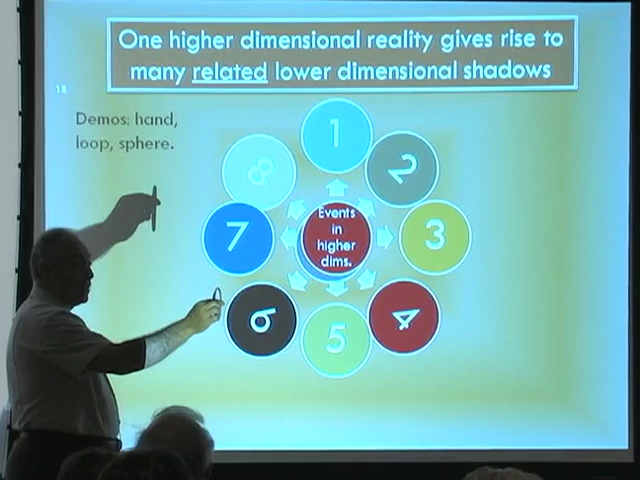 One higher dimensional reality gives rise to
many related lower dimensional shadows
18
Demos: hand,
loop, sphere.
1
2
3
4
5
6
7
8
Events
in
higher
dims.